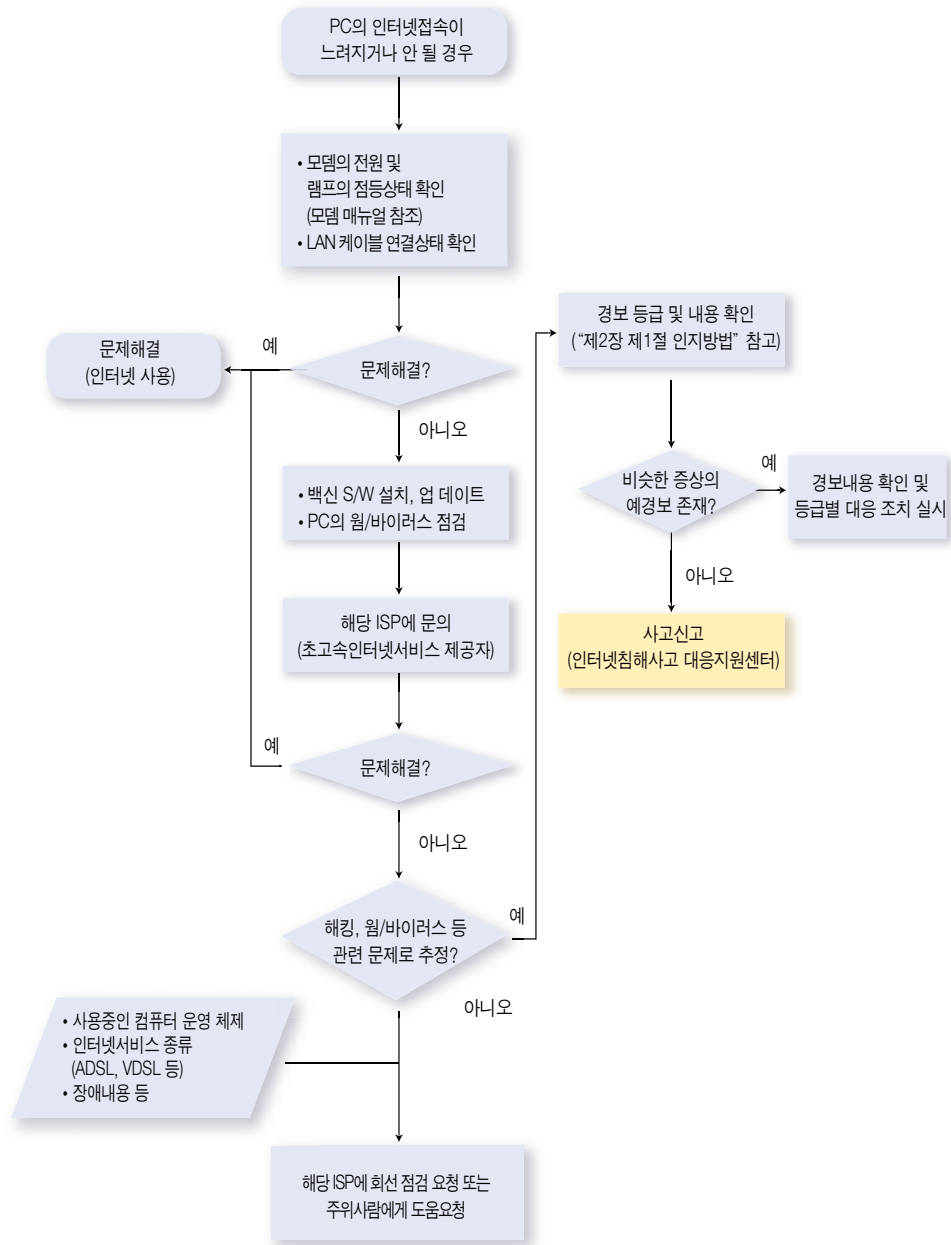 PC의 인터넷접속이
느려지거나 안 될 경우
• 모뎀의 전원 및
램프의 점등상태 확인
(모뎀 매뉴얼 참조)
• LAN 케이블 연결상태 확인
문제해결?
예
문제해결
(인터넷 사용)
아니오
• 백신 S/W 설치, 업 데이트
• PC의 웜/바이러스 점검
해당 ISP에 문의
(초고속인터넷서비스 제공자)
문제해결?
예
아니오
해킹, 웜/바이러스 등
관련 문제로 추정?
예
아니오
• 사용중인 컴퓨터 운영 체제
• 인터넷서비스 종류
(ADSL, VDSL 등)
• 장애내용 등
해당 ISP에 회선 점검 요청 또는
주위사람에게 도움요청
경보 등급 및 내용 확인
(“제2장 제1절 인지방법” 참고)
비슷한 증상의
예경보 존재?
예
경보내용 확인 및
등급별 대응 조치 실시
아니오
사고신고
(인터넷침해사고 대응지원센터)